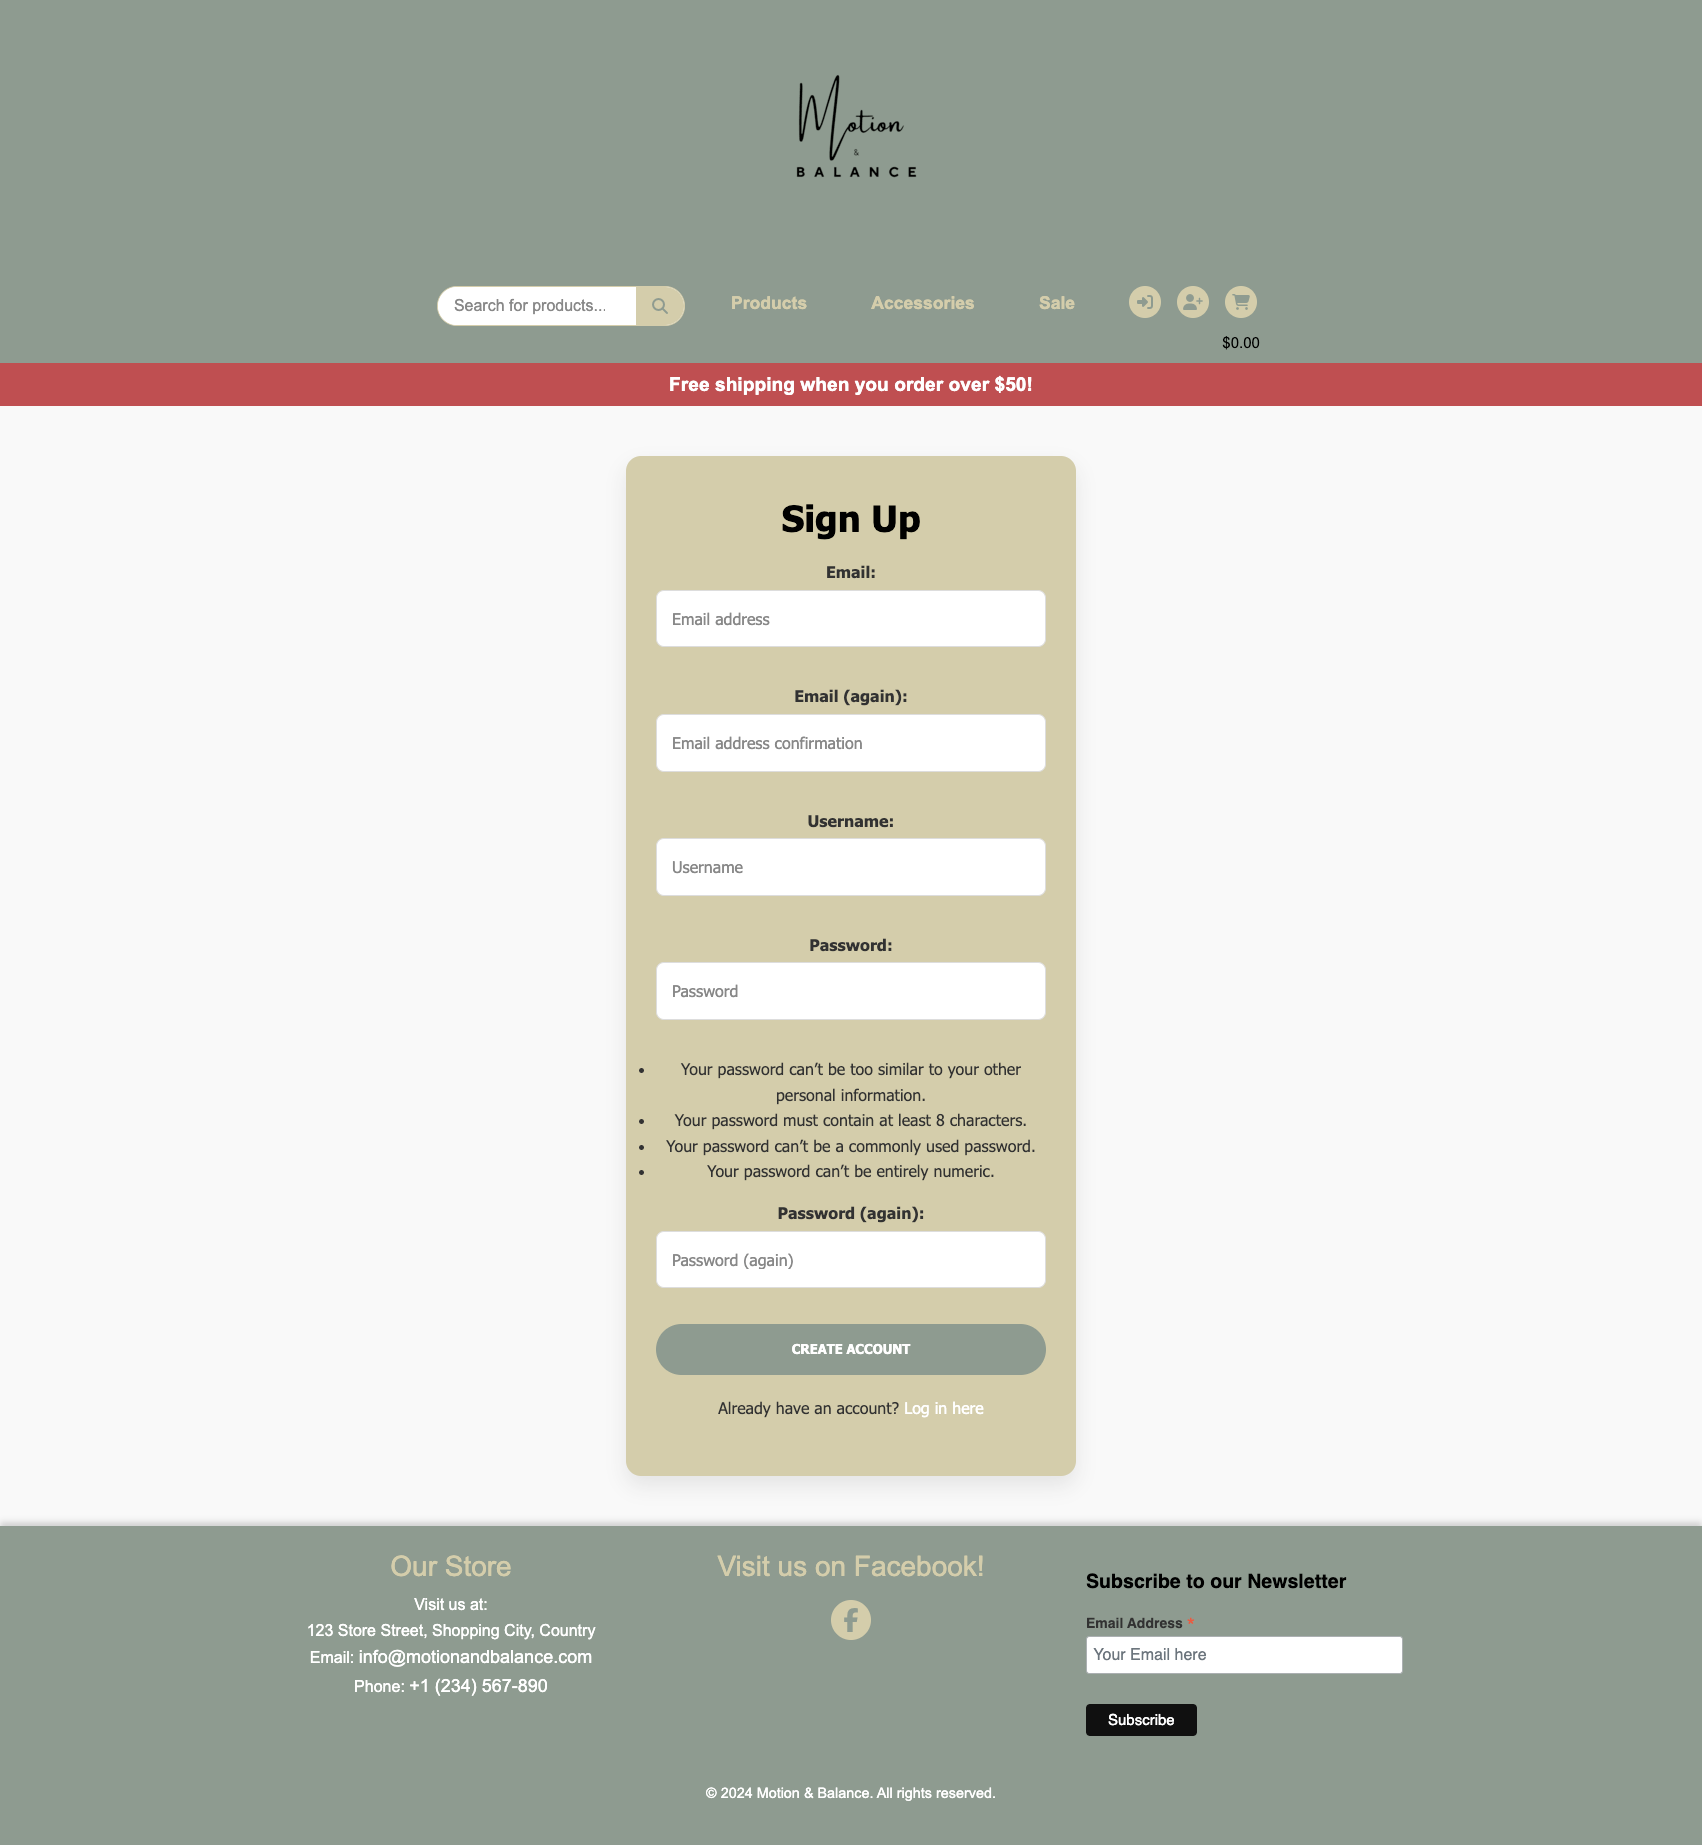 Motion
&
BALANCE
Search for products...
Products
Accessories
Sale
$0.00
Free shipping when you order over $50!
Sign Up
Email:
Email address
Email (again):
Email address confirmation
Username:
Username
Password:
Password
• Your password can’t be too similar to your other
personal information.
• Your password must contain at least 8 characters.
• Your password can’t be a commonly used password.
• Your password can’t be entirely numeric.
Password (again):
Password (again)
CREATE ACCOUNT
Already have an account? Log in here
Our Store
Visit us at:
123 Store Street, Shopping City, Country
Email: info@motionandbalance.com
Phone: +1 (234) 567-890
Visit us on Facebook!
Subscribe to our Newsletter
Email Address *
Your Email here
Subscribe
© 2024 Motion & Balance. All rights reserved.